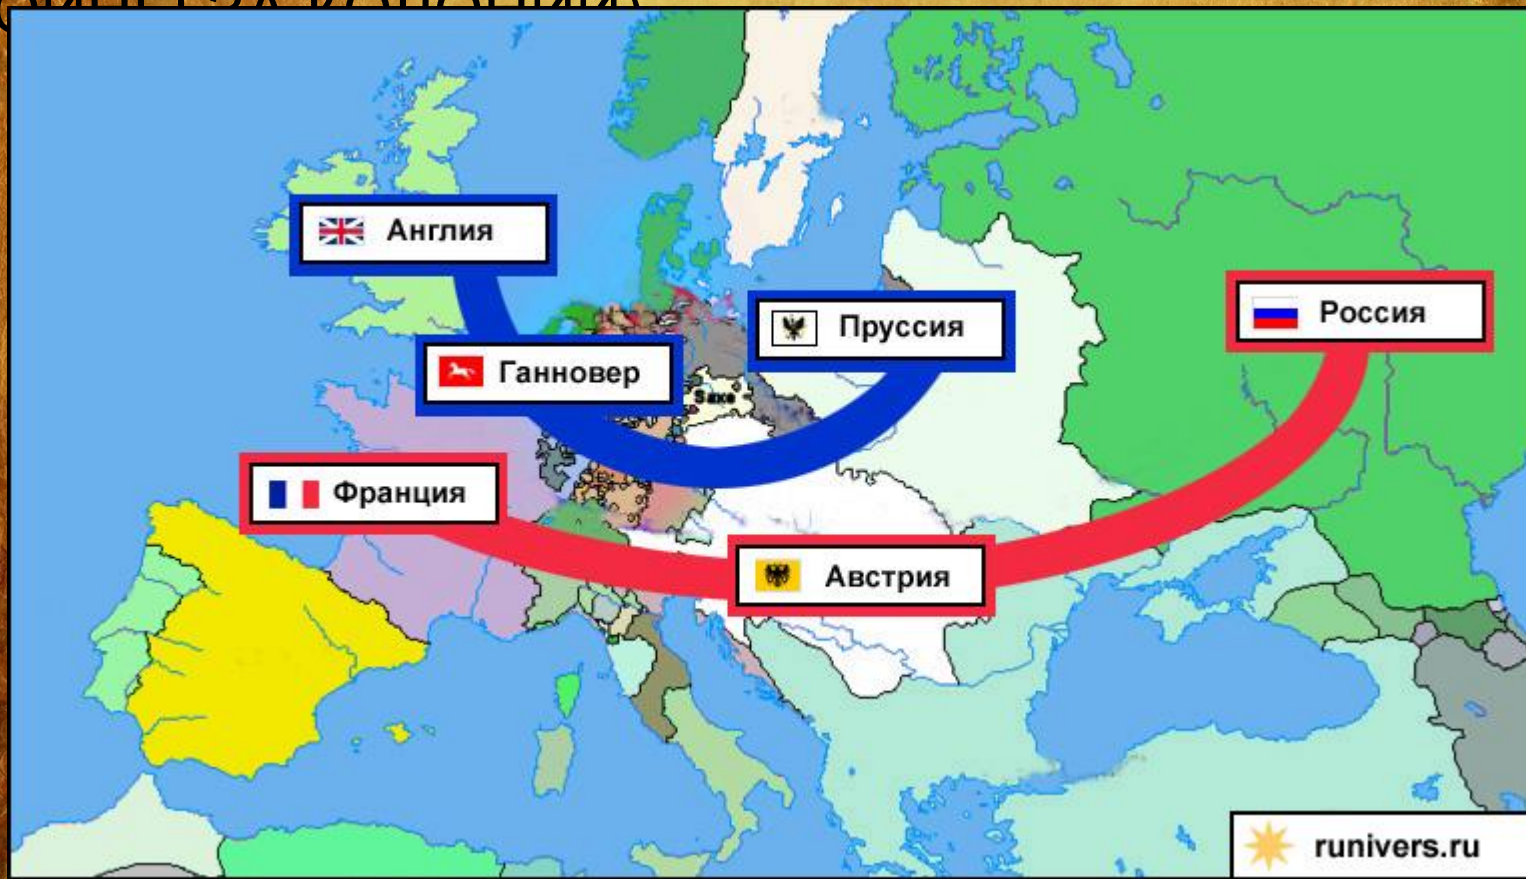 Англия
Пруссия
Россия
Ганновер
Saxe
Франция
Австрия
runivers.ru